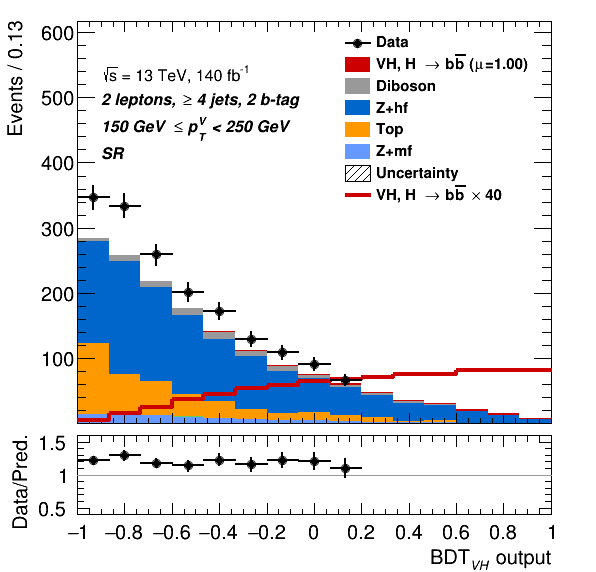 Events / 0.13
600
500
400
300
200
100
√s = 13 TeV, 140 fb⁻¹
2 leptons, ≥ 4 jets, 2 b-tag
150 GeV ≤ p_T^V < 250 GeV
SR
Data
VH, H → bb̅ (μ=1.00)
Diboson
Z+hf
Top
Z+mf
Uncertainty
VH, H → bb̅ × 40
Data/Pred.
1.5
1
0.5
−1 −0.8 −0.6 −0.4 −0.2 0 0.2 0.4 0.6 0.8 1
BDT_VH output